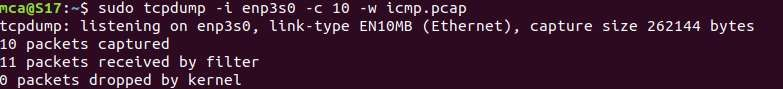 mca@S17:~$ sudo tcpdump -i enp3s0 -c 10 -w icmp.pcap
tcpdump: listening on enp3s0, link-type EN10MB (Ethernet), capture size 262144 bytes
10 packets captured
11 packets received by filter
0 packets dropped by kernel